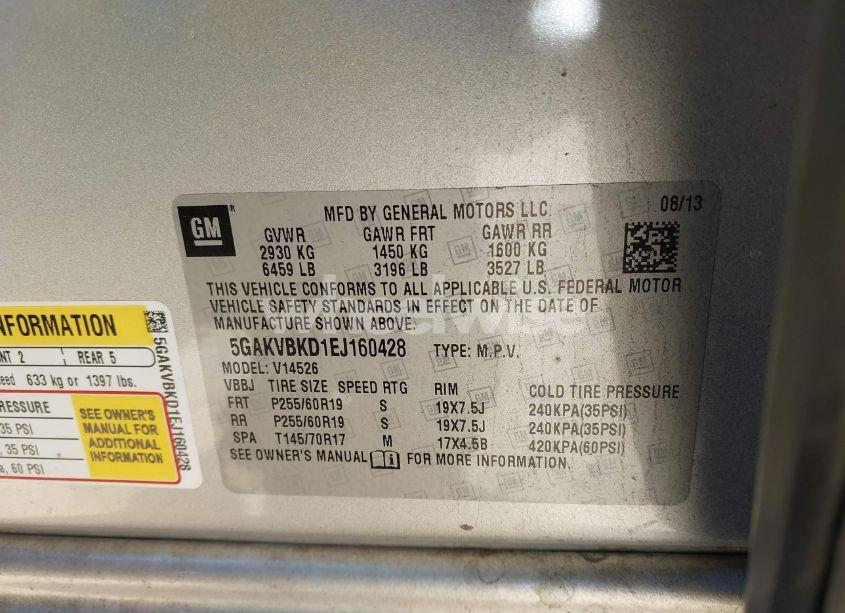 GM
MFD BY GENERAL MOTORS LLC 08/13
GVWR GAWR FRT GAWR RR
2930 KG 1450 KG 1600 KG
6459 LB 3196 LB 3527 LB
THIS VEHICLE CONFORMS TO ALL APPLICABLE U.S. FEDERAL MOTOR
VEHICLE SAFETY STANDARDS IN EFFECT ON THE DATE OF
MANUFACTURE SHOWN ABOVE.
5GAKVBKD1EJ160428 TYPE: M.P.V.
MODEL: V14526
VBBJ TIRE SIZE SPEED RTG RIM COLD TIRE PRESSURE
FRT P255/60R19 S 19X7.5J 240KPA(35PSI)
RR P255/60R19 S 19X7.5J 240KPA(35PSI)
SPA T145/70R17 M 17X4.5B 420KPA(60PSI)
SEE OWNER'S MANUAL FOR MORE INFORMATION.
NFORMATION
NT 2 REAR 5
eed 633 kg or 1397 lbs.
PRESSURE
35 PSI
, 35 PSI
a, 60 PSI
SEE OWNER'S
MANUAL FOR
ADDITIONAL
INFORMATION
5GAKVBKD1EJ160428